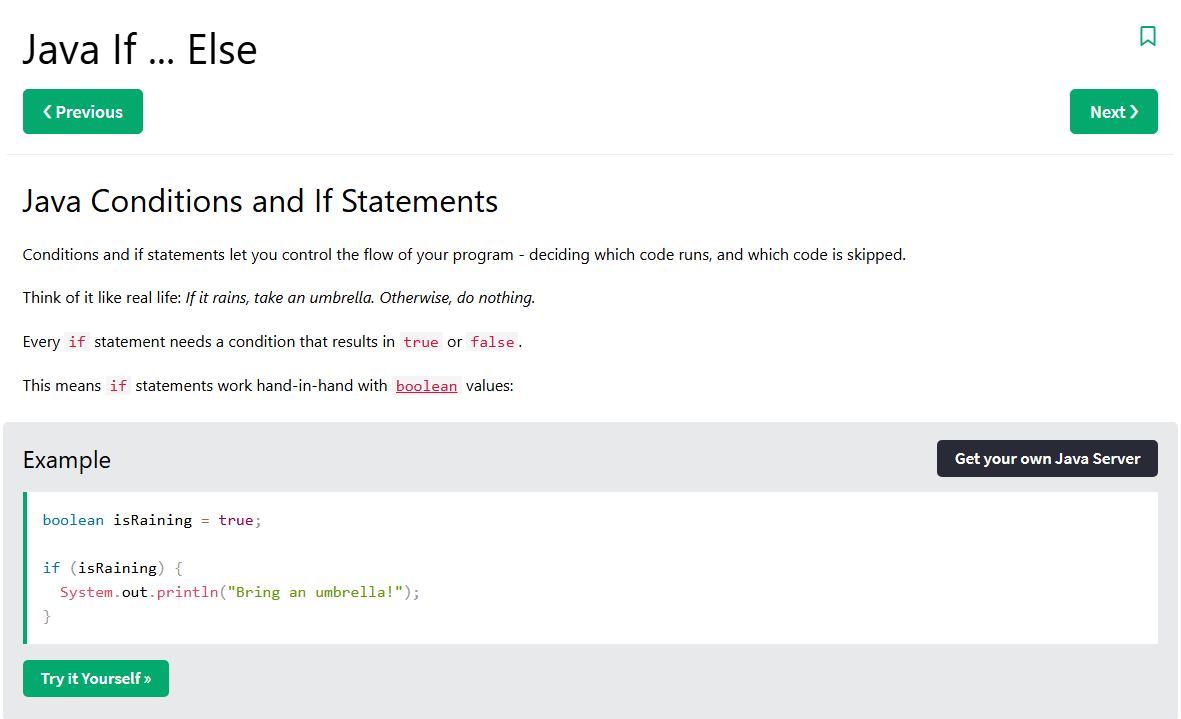 Java If ... Else
❮ Previous
Next ❯
Java Conditions and If Statements
Conditions and if statements let you control the flow of your program - deciding which code runs, and which code is skipped.
Think of it like real life: If it rains, take an umbrella. Otherwise, do nothing.
Every if statement needs a condition that results in true or false.
This means if statements work hand-in-hand with boolean values:
Example
Get your own Java Server
boolean isRaining = true;
if (isRaining) {
  System.out.println("Bring an umbrella!");
}
Try it Yourself »